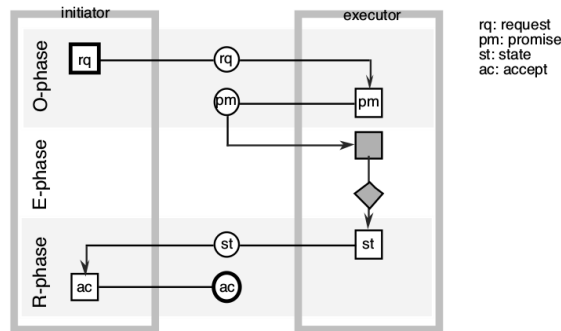 initiator
executor
rq: request
pm: promise
st: state
ac: accept
O-phase
rq
rq
pm
pm
E-phase
R-phase
st
st
ac
ac